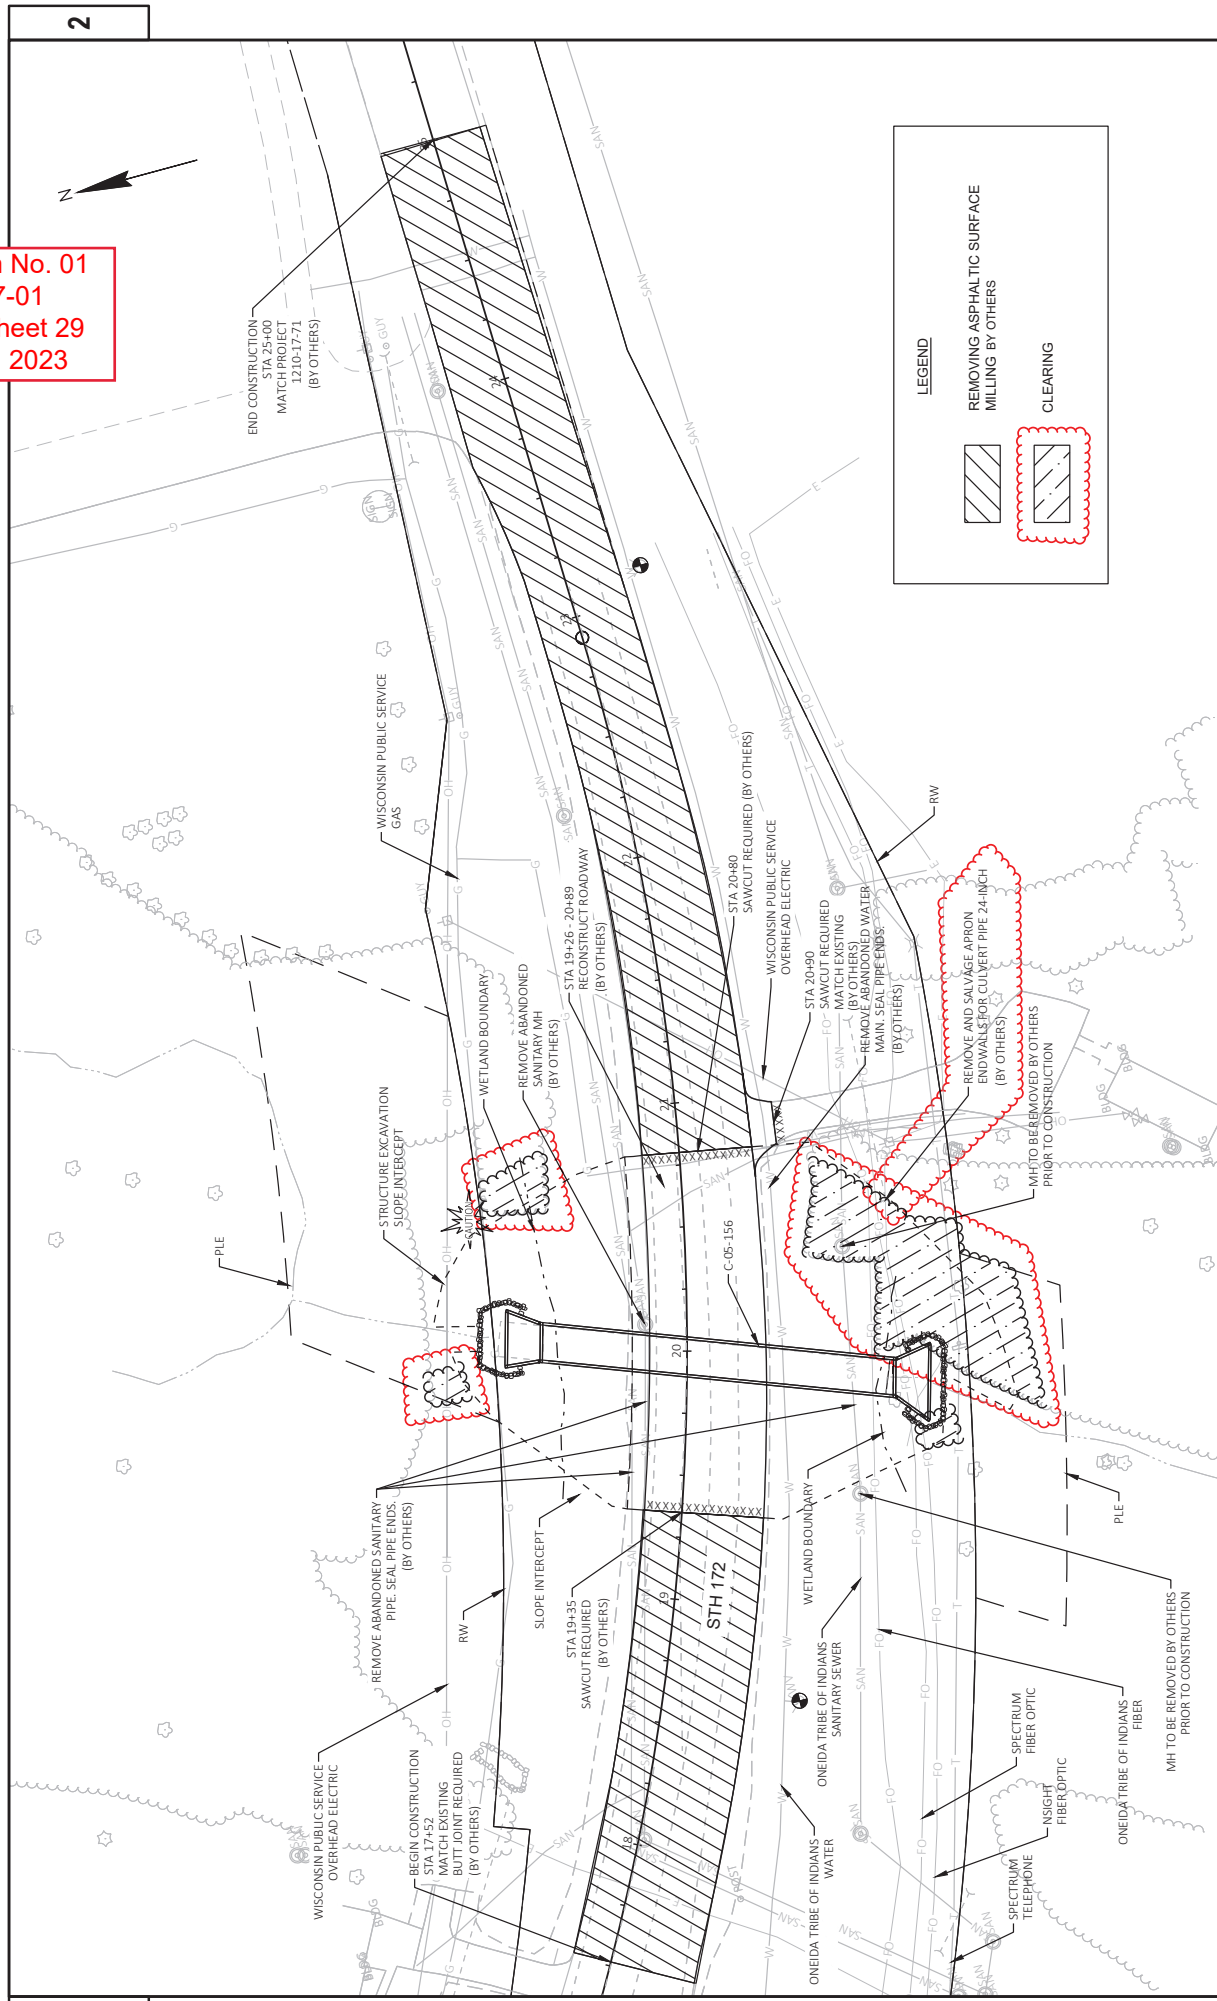 2
No. 01
7-01
heet 29
2023
N
END CONSTRUCTION
STA 25+00
MATCH PROJECT
1210-17-71
(BY OTHERS)
LEGEND
REMOVING ASPHALTIC SURFACE
MILLING BY OTHERS
CLEARING
WISCONSIN PUBLIC SERVICE
GAS
STRUCTURE EXCAVATION
SLOPE INTERCEPT
WETLAND BOUNDARY
REMOVE ABANDONED
SANITARY MH
(BY OTHERS)
STA 19+26 - 20+89
RECONSTRUCT ROADWAY
(BY OTHERS)
STA 20+80
SAWCUT REQUIRED (BY OTHERS)
WISCONSIN PUBLIC SERVICE
OVERHEAD ELECTRIC
STA 20+90
SAWCUT REQUIRED
MATCH EXISTING
(BY OTHERS)
REMOVE ABANDONED WATER
MAIN. SEAL PIPE ENDS.
(BY OTHERS)
RW
REMOVE AND SALVAGE APRON
ENDWALLS FOR CULVERT PIPE 24-INCH
(BY OTHERS)
MH TO BE REMOVED BY OTHERS
PRIOR TO CONSTRUCTION
PLE
CAUTION
C-05-156
REMOVE ABANDONED SANITARY
PIPE. SEAL PIPE ENDS.
(BY OTHERS)
RW
SLOPE INTERCEPT
STA 19+35
SAWCUT REQUIRED
(BY OTHERS)
STH 172
WETLAND BOUNDARY
PLE
WISCONSIN PUBLIC SERVICE
OVERHEAD ELECTRIC
BEGIN CONSTRUCTION
STA 17+52
MATCH EXISTING
BUTT JOINT REQUIRED
(BY OTHERS)
ONEIDA TRIBE OF INDIANS
WATER
ONEIDA TRIBE OF INDIANS
SANITARY SEWER
SPECTRUM
TELEPHONE
NSIGHT
FIBER OPTIC
SPECTRUM
FIBER OPTIC
ONEIDA TRIBE OF INDIANS
FIBER
MH TO BE REMOVED BY OTHERS
PRIOR TO CONSTRUCTION
18
19
20
21
22
23
24